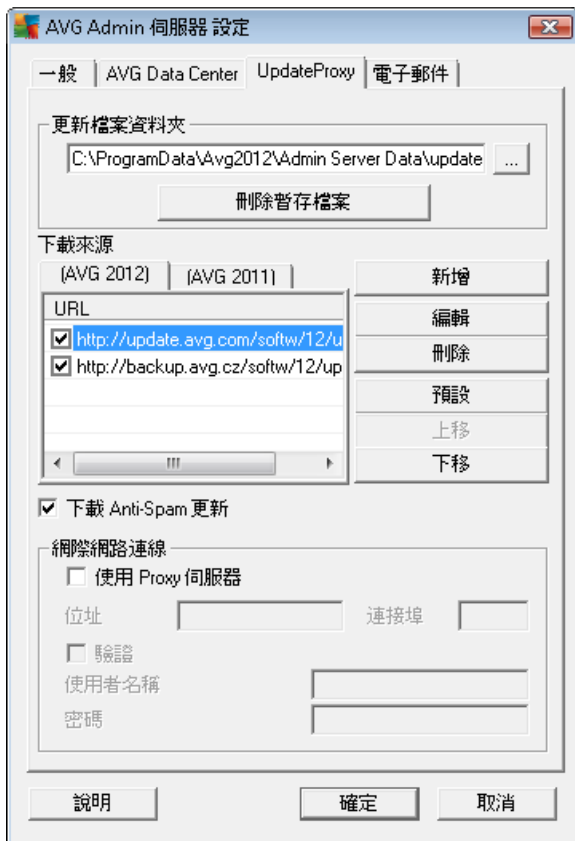 AVG Admin 伺服器 設定
一般 AVG Data Center UpdateProxy 電子郵件
更新檔案資料夾
C:\ProgramData\Avg2012\Admin Server Data\update ...
刪除暫存檔案
下載來源
(AVG 2012) (AVG 2011)
URL
http://update.avg.com/softw/12/u
http://backup.avg.cz/softw/12/up
新增
編輯
刪除
預設
上移
下移
下載 Anti-Spam 更新
網際網路連線
使用 Proxy 伺服器
位址 連接埠
驗證
使用者名稱
密碼
說明 確定 取消